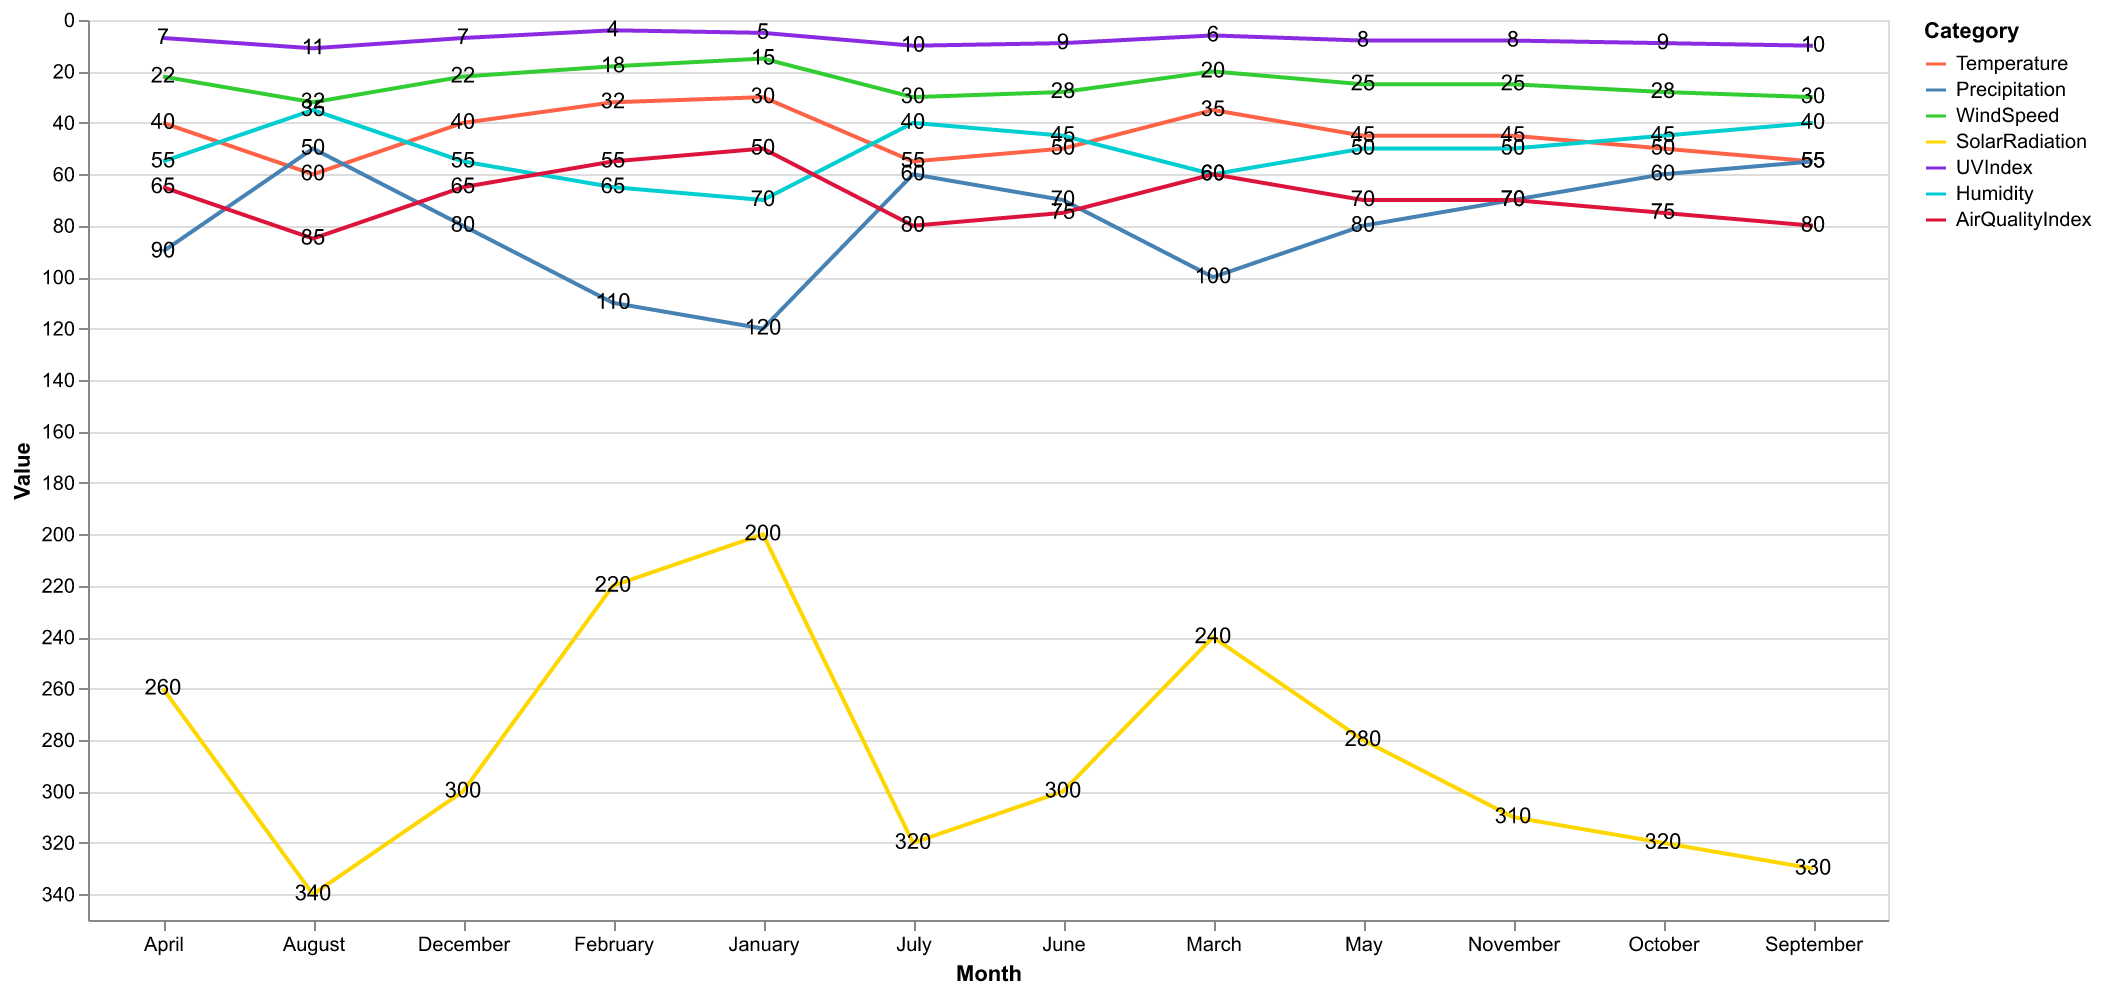 0
20
40
60
80
100
120
140
160
180
200
220
240
260
280
300
320
340
Value
7 11 7 4 5 10 9 6 8 8 9 10
22 32 22 18 15 30 28 20 25 25 28 30
40 60 40 32 30 55 50 35 45 45 50 55
55 35 55 65 70 40 45 60 50 50 45 40
65 85 65 55 50 80 75 60 70 70 75 80
90 50 80 110 120 60 70 100 80 70 60 55
260 340 300 220 200 320 300 240 280 310 320 330
April August December February January July June March May November October September
Month
Category
Temperature
Precipitation
WindSpeed
SolarRadiation
UVIndex
Humidity
AirQualityIndex